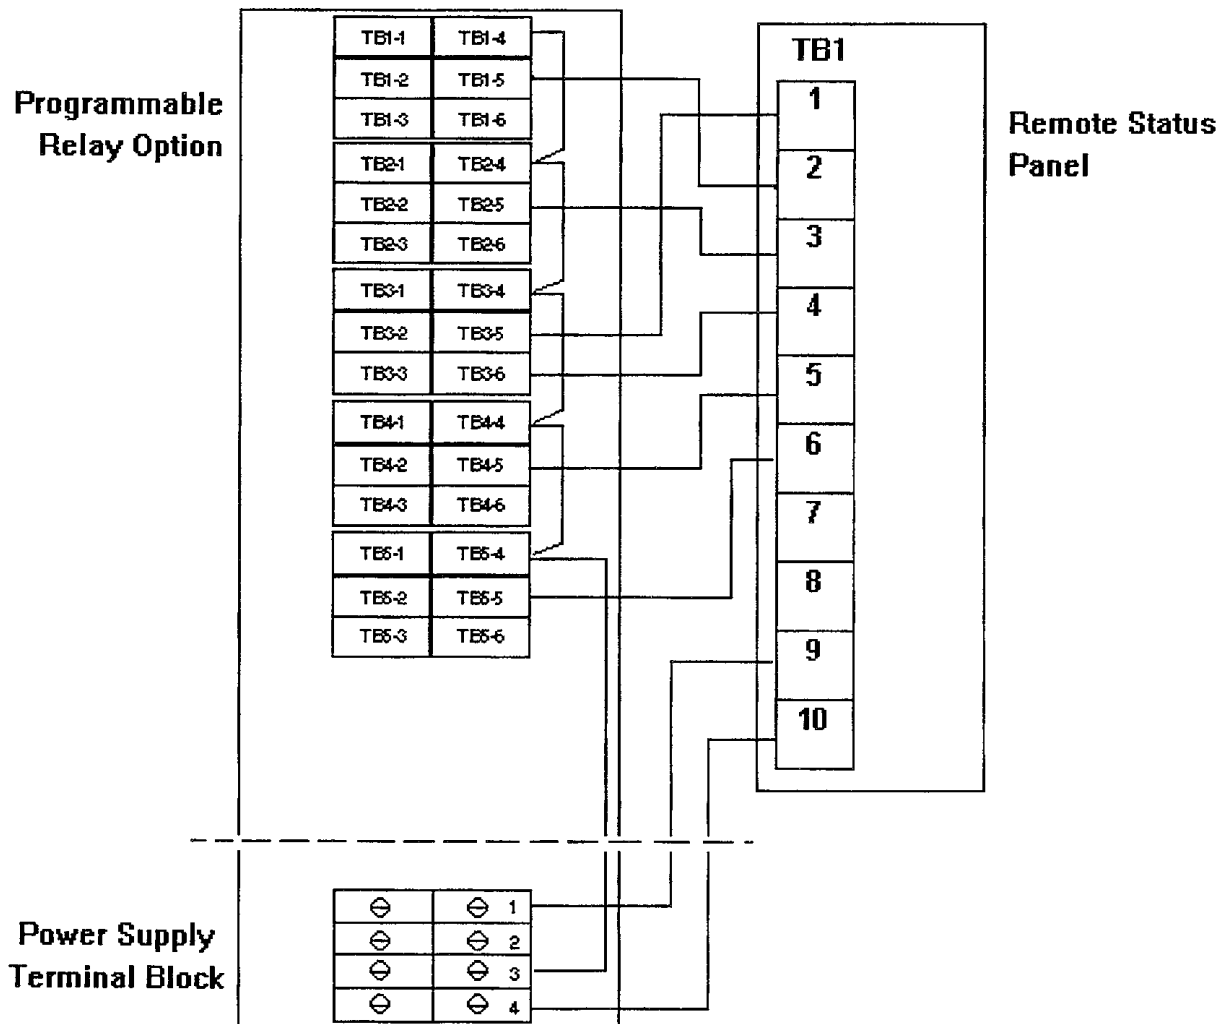 Programmable
Relay Option
TB1-1 TB1-4
TB1-2 TB1-5
TB1-3 TB1-6
TB2-1 TB2-4
TB2-2 TB2-5
TB2-3 TB2-6
TB3-1 TB3-4
TB3-2 TB3-5
TB3-3 TB3-6
TB4-1 TB4-4
TB4-2 TB4-5
TB4-3 TB4-6
TB5-1 TB5-4
TB5-2 TB5-5
TB5-3 TB5-6
TB1
1
2
3
4
5
6
7
8
9
10
Remote Status
Panel
Power Supply
Terminal Block
1
2
3
4